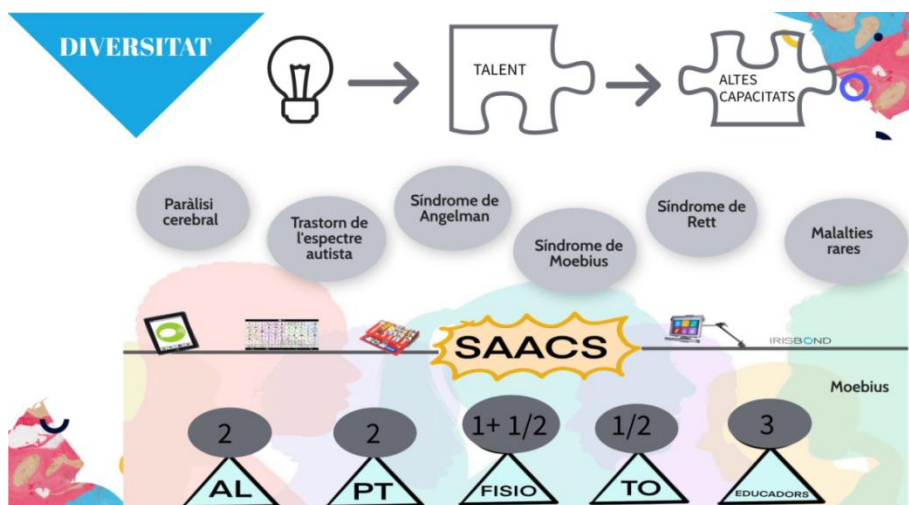 DIVERSITAT
TALENT
ALTES
CAPACITATS
Paràlisi
cerebral
Trastorn de
l'espectre
autista
Síndrome de
Angelman
Síndrome de
Moebius
Síndrome de
Rett
Malalties
rares
SAACS
IRISBOND
Moebius
2
2
1+ 1/2
1/2
3
AL
PT
FISIO
TO
EDUCADORS